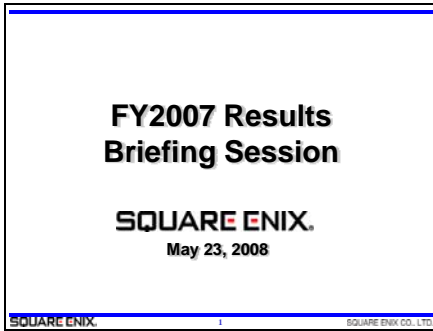 FY2007 Results
Briefing Session
SQUARE ENIX.
May 23, 2008
SQUARE ENIX. 1 SQUARE ENIX CO., LTD.